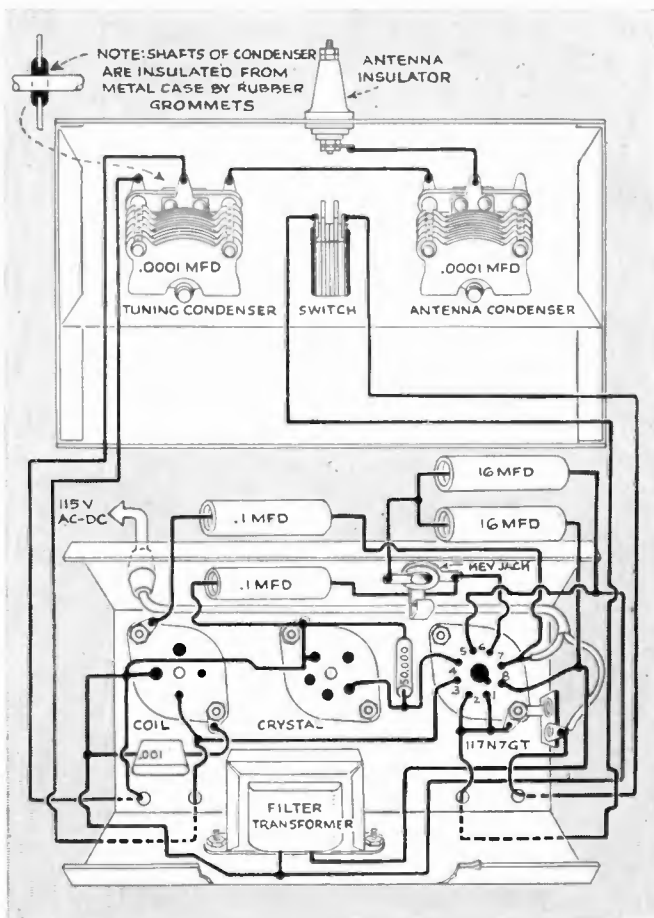 NOTE: SHAFTS OF CONDENSER
ARE INSULATED FROM
METAL CASE BY RUBBER
GROMMETS
ANTENNA
INSULATOR
.0001 MFD
.0001 MFD
TUNING CONDENSER
SWITCH
ANTENNA CONDENSER
16 MFD
115 V
AC-DC
.1 MFD
16 MFD
KEY JACK
.1 MFD
50,000
5
6
7
4
8
3
2
1
COIL
CRYSTAL
117N7GT
.001
FILTER
TRANSFORMER